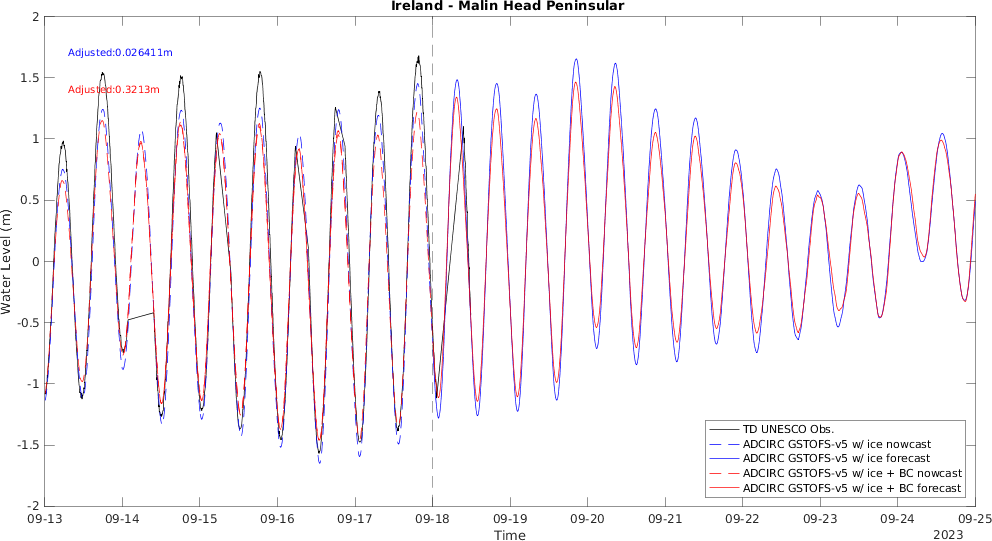 Ireland - Malin Head Peninsular
Adjusted:0.026411m
Adjusted:0.3213m
Water Level (m)
2
1.5
1
0.5
0
-0.5
-1
-1.5
-2
TD UNESCO Obs.
ADCIRC GSTOFS-v5 w/ ice nowcast
ADCIRC GSTOFS-v5 w/ ice forecast
ADCIRC GSTOFS-v5 w/ ice + BC nowcast
ADCIRC GSTOFS-v5 w/ ice + BC forecast
09-13 09-14 09-15 09-16 09-17 09-18 09-19 09-20 09-21 09-22 09-23 09-24 09-25
Time
2023